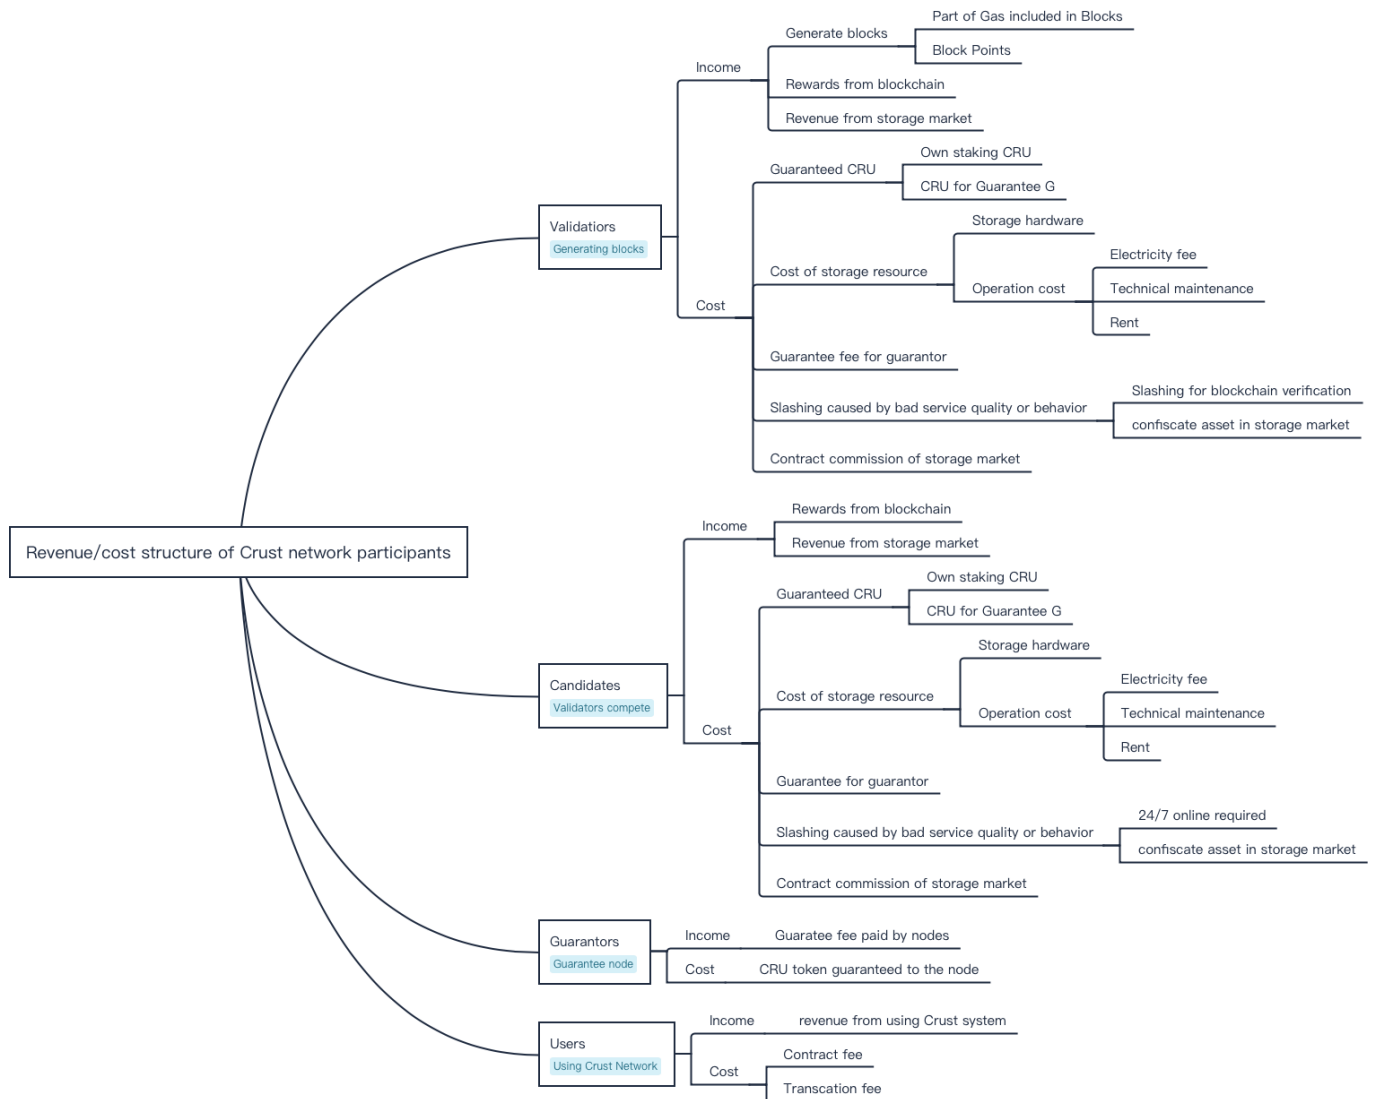 Revenue/cost structure of Crust network participants
Validatiors
Generating blocks
Income
Generate blocks
Part of Gas included in Blocks
Block Points
Rewards from blockchain
Revenue from storage market
Cost
Guaranteed CRU
Own staking CRU
CRU for Guarantee G
Cost of storage resource
Storage hardware
Operation cost
Electricity fee
Technical maintenance
Rent
Guarantee fee for guarantor
Slashing caused by bad service quality or behavior
Slashing for blockchain verification
confiscate asset in storage market
Contract commission of storage market
Candidates
Validators compete
Income
Rewards from blockchain
Revenue from storage market
Cost
Guaranteed CRU
Own staking CRU
CRU for Guarantee G
Cost of storage resource
Storage hardware
Operation cost
Electricity fee
Technical maintenance
Rent
Guarantee for guarantor
Slashing caused by bad service quality or behavior
24/7 online required
confiscate asset in storage market
Contract commission of storage market
Guarantors
Guarantee node
Income
Guaratee fee paid by nodes
Cost
CRU token guaranteed to the node
Users
Using Crust Network
Income
revenue from using Crust system
Cost
Contract fee
Transcation fee